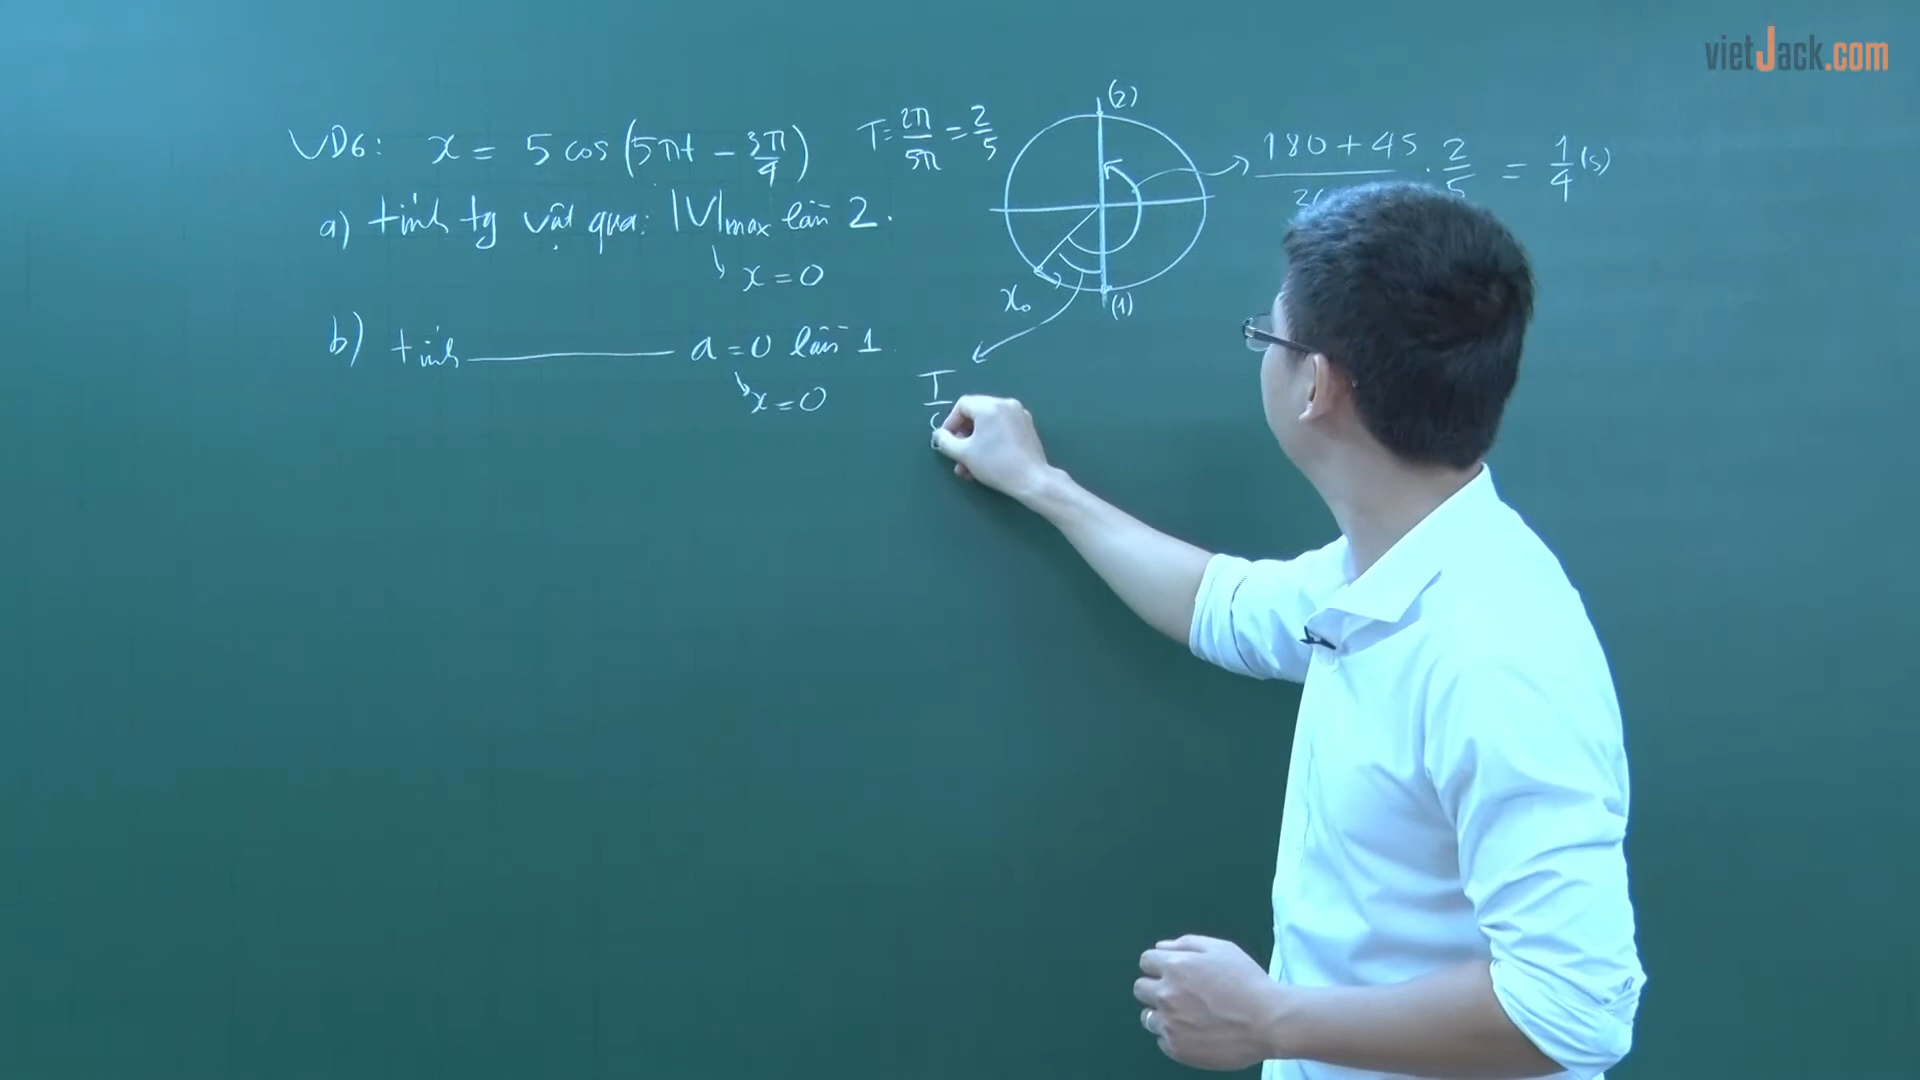 vietJack.com
VD6: x = 5 cos(5πt - 3π/4)
T = 2π/5π = 2/5
a) tính tg vật qua: |V|max lần 2.
x = 0
b) tính ———— a = 0 lần 1
x = 0
(2)
(1)
x₀
180 + 45
. 2/5 = 1/4 (s)
T